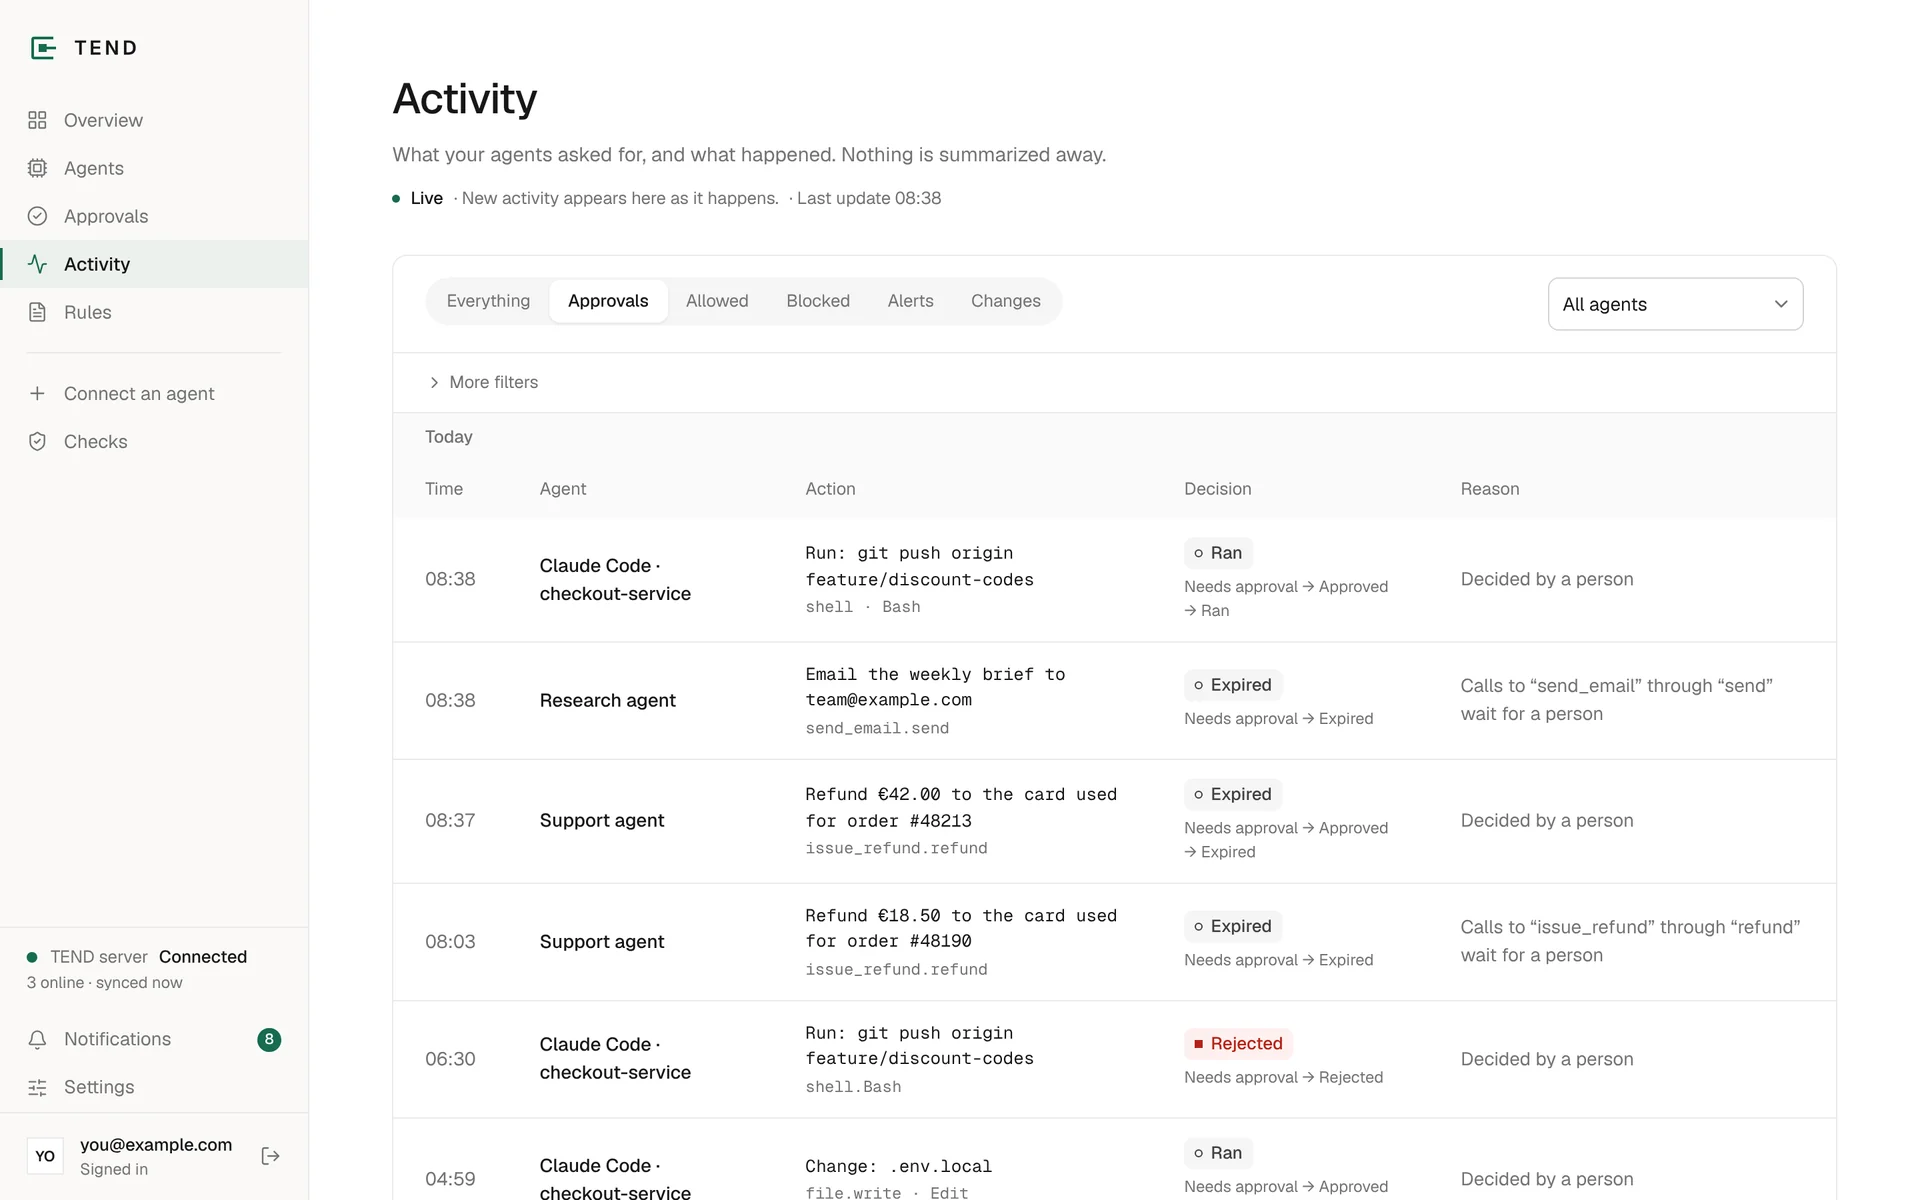 TEND
Overview
Agents
Approvals
Activity
Rules
Connect an agent
Checks
TEND server Connected
3 online · synced now
Notifications 8
Settings
YO
you@example.com
Signed in
Activity
What your agents asked for, and what happened. Nothing is summarized away.
Live · New activity appears here as it happens. · Last update 08:38
Everything Approvals Allowed Blocked Alerts Changes
All agents
More filters
Today
Time Agent Action Decision Reason
08:38
Claude Code ·
checkout-service
Run: git push origin
feature/discount-codes
shell · Bash
Ran
Needs approval → Approved
→ Ran
Decided by a person
08:38
Research agent
Email the weekly brief to
team@example.com
send_email.send
Expired
Needs approval → Expired
Calls to “send_email” through “send”
wait for a person
08:37
Support agent
Refund €42.00 to the card used
for order #48213
issue_refund.refund
Expired
Needs approval → Approved
→ Expired
Decided by a person
08:03
Support agent
Refund €18.50 to the card used
for order #48190
issue_refund.refund
Expired
Needs approval → Expired
Calls to “issue_refund” through “refund”
wait for a person
06:30
Claude Code ·
checkout-service
Run: git push origin
feature/discount-codes
shell.Bash
Rejected
Needs approval → Rejected
Decided by a person
04:59
Claude Code ·
checkout-service
Change: .env.local
file.write · Edit
Ran
Needs approval → Approved
Decided by a person